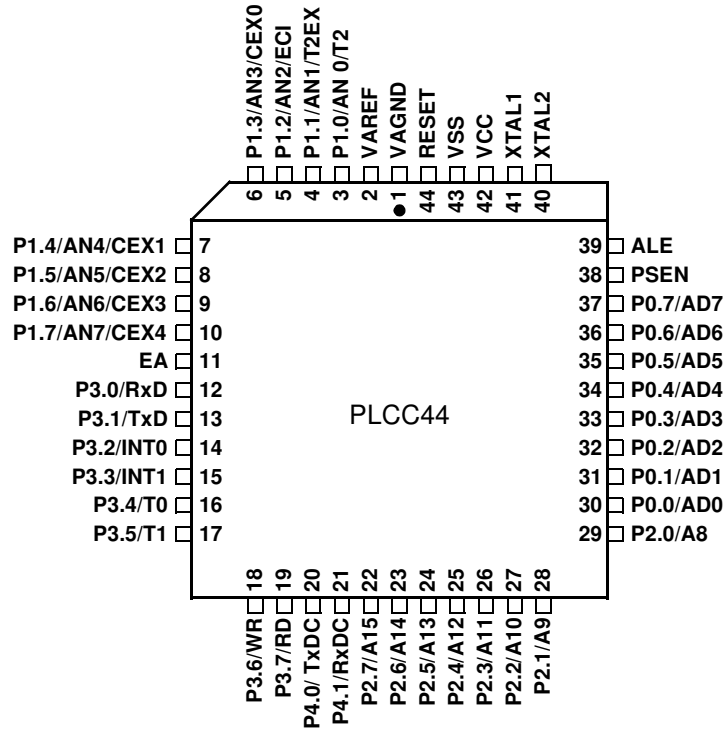 P1.3/AN3/CEX0
P1.2/AN2/ECI
P1.1/AN1/T2EX
P1.0/AN 0/T2
VAREF
VAGND
RESET
VSS
VCC
XTAL1
XTAL2
6
5
4
3
2
1
44
43
42
41
40
P1.4/AN4/CEX1 7
P1.5/AN5/CEX2 8
P1.6/AN6/CEX3 9
P1.7/AN7/CEX4 10
EA 11
P3.0/RxD 12
P3.1/TxD 13
P3.2/INT0 14
P3.3/INT1 15
P3.4/T0 16
P3.5/T1 17
PLCC44
39 ALE
38 PSEN
37 P0.7/AD7
36 P0.6/AD6
35 P0.5/AD5
34 P0.4/AD4
33 P0.3/AD3
32 P0.2/AD2
31 P0.1/AD1
30 P0.0/AD0
29 P2.0/A8
18
19
20
21
22
23
24
25
26
27
28
P3.6/WR
P3.7/RD
P4.0/ TxDC
P4.1/RxDC
P2.7/A15
P2.6/A14
P2.5/A13
P2.4/A12
P2.3/A11
P2.2/A10
P2.1/A9